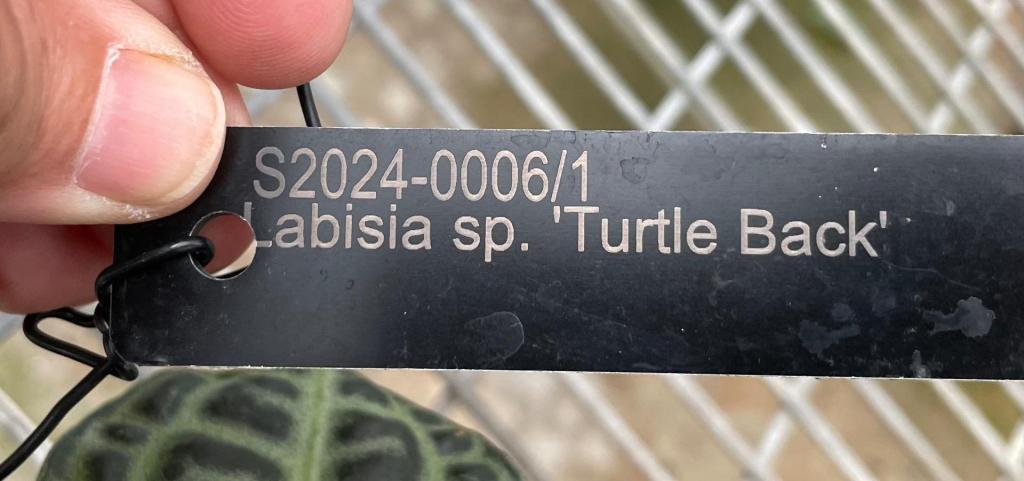 S2024-0006/1
Labisia sp. 'Turtle Back'